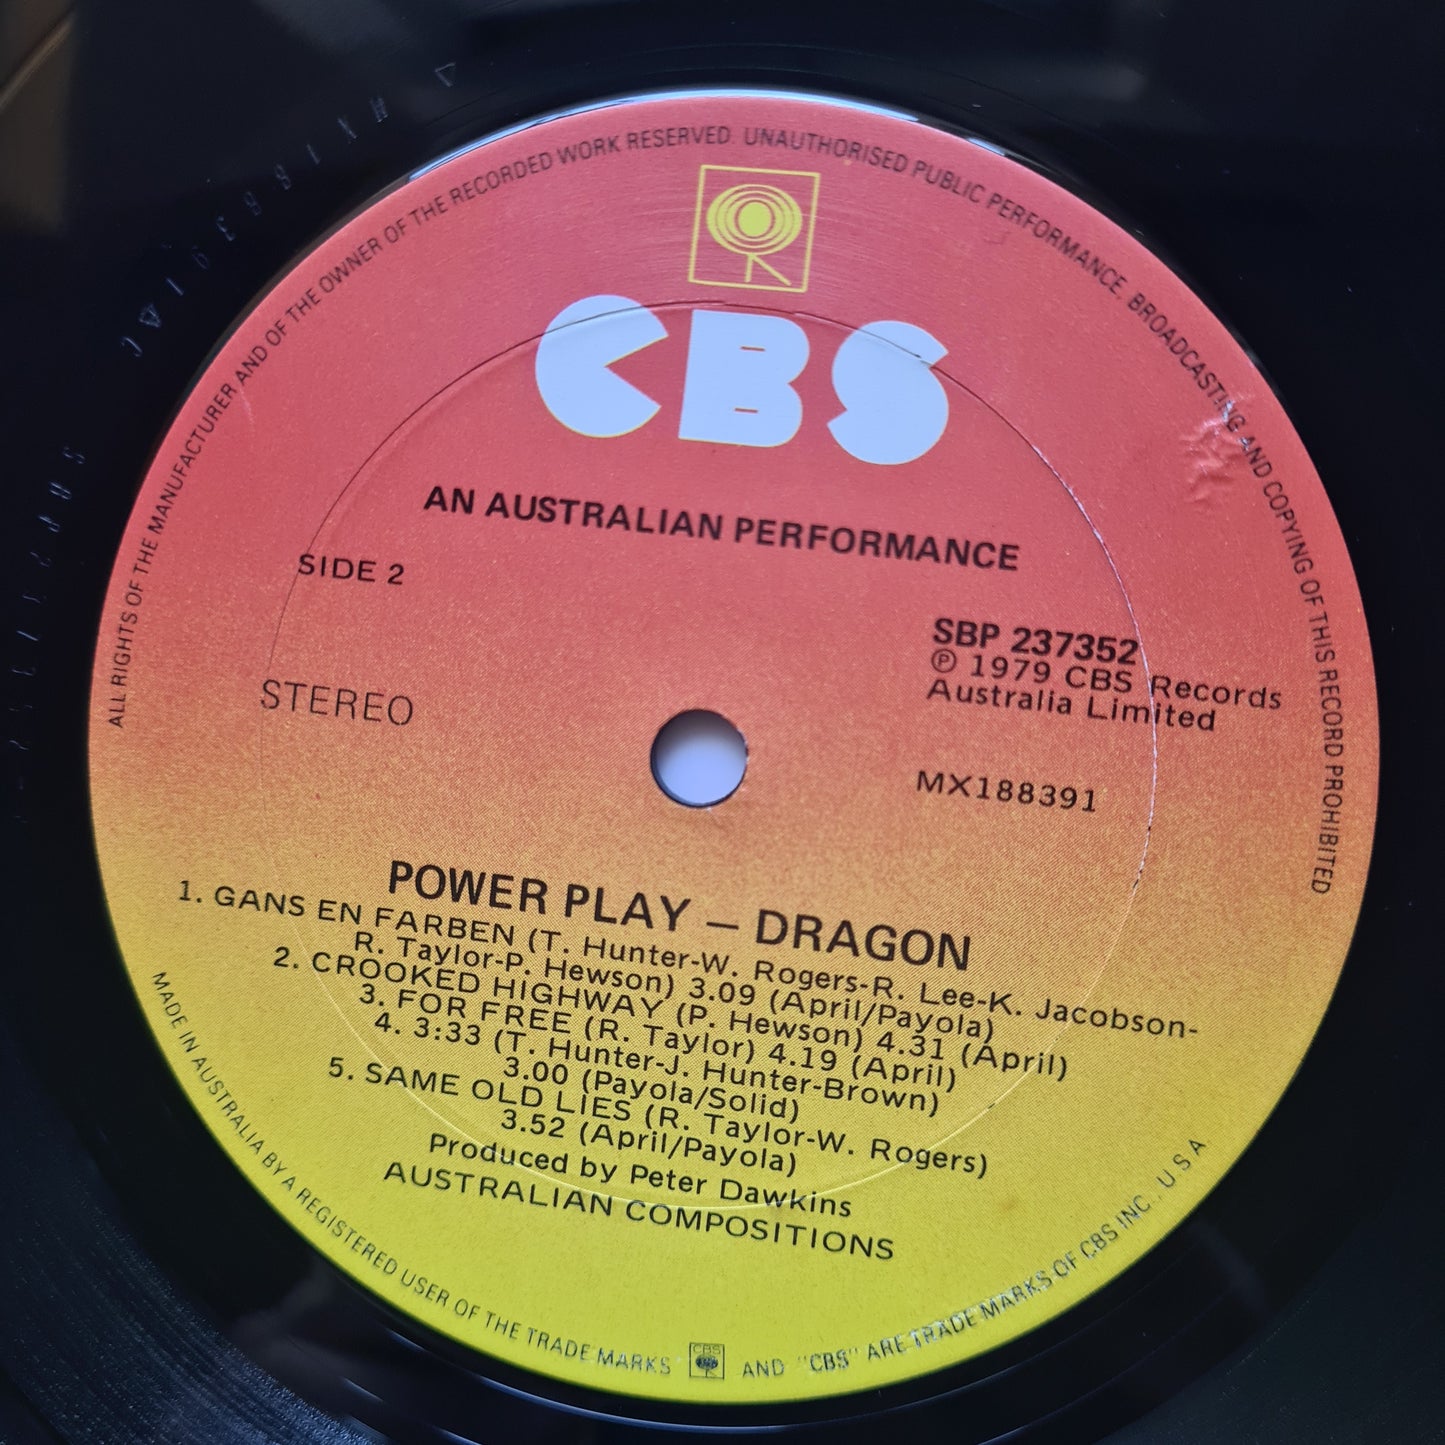 ALL RIGHTS OF THE MANUFACTURER AND OF THE OWNER OF THE RECORDED WORK RESERVED. UNAUTHORISED PUBLIC PERFORMANCE. BROADCASTING AND COPYING OF THIS RECORD PROHIBITED
CBS
AN AUSTRALIAN PERFORMANCE
SIDE 2
SBP 237352
Ⓟ 1979 CBS Records
Australia Limited
STEREO
MX188391
POWER PLAY – DRAGON
1. GANS EN FARBEN (T. Hunter-W. Rogers-R. Lee-K. Jacobson-
R. Taylor-P. Hewson) 3.09 (April/Payola)
2. CROOKED HIGHWAY (P. Hewson) 4.31 (April)
3. FOR FREE (R. Taylor) 4.19 (April)
4. 3:33 (T. Hunter-J. Hunter-Brown)
3.00 (Payola/Solid)
5. SAME OLD LIES (R. Taylor-W. Rogers)
3.52 (April/Payola)
Produced by Peter Dawkins
AUSTRALIAN COMPOSITIONS
MADE IN AUSTRALIA BY A REGISTERED USER OF THE TRADE MARKS CBS AND "CBS" ARE TRADE MARKS OF CBS INC., U S A